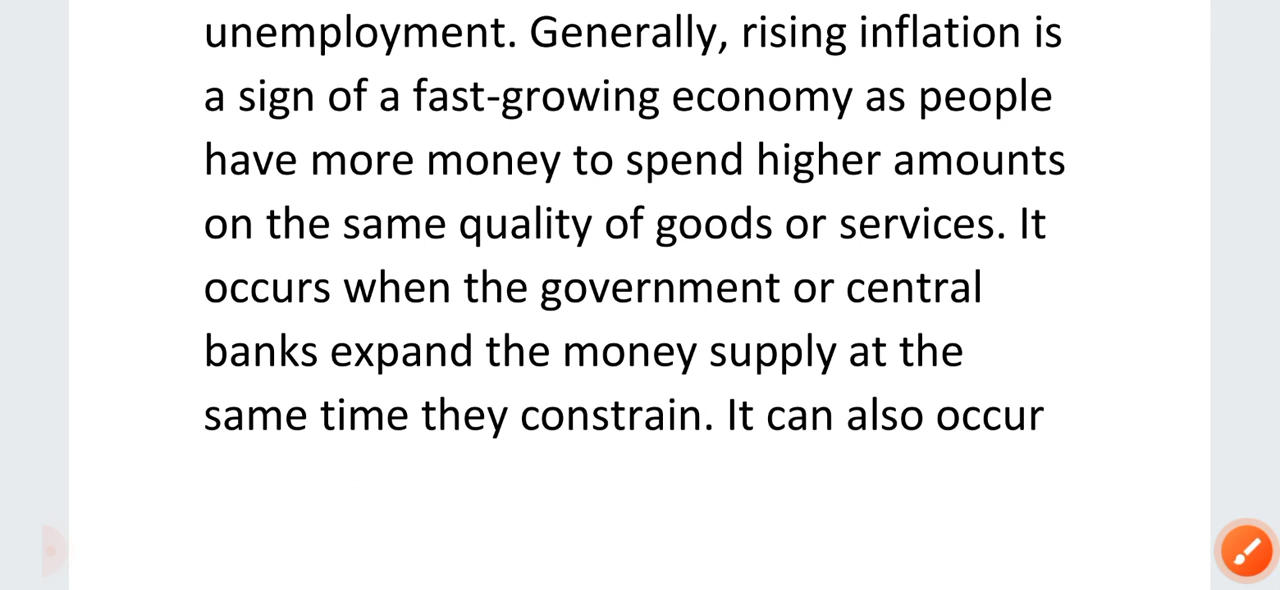 unemployment. Generally, rising inflation is
a sign of a fast-growing economy as people
have more money to spend higher amounts
on the same quality of goods or services. It
occurs when the government or central
banks expand the money supply at the
same time they constrain. It can also occur